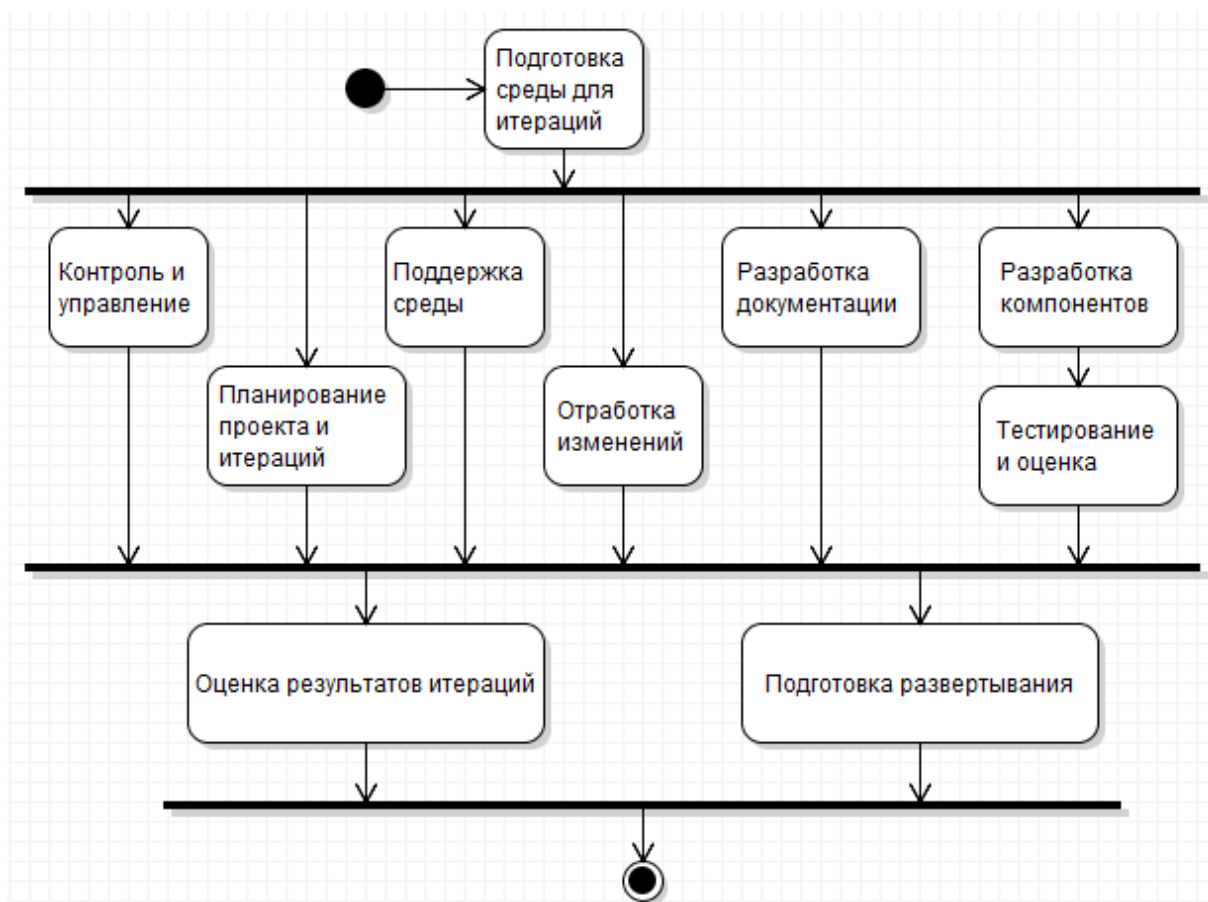 Подготовка
среды для
итераций
Контроль и
управление
Поддержка
среды
Разработка
документации
Разработка
компонентов
Планирование
проекта и
итераций
Отработка
изменений
Тестирование
и оценка
Оценка результатов итераций
Подготовка развертывания